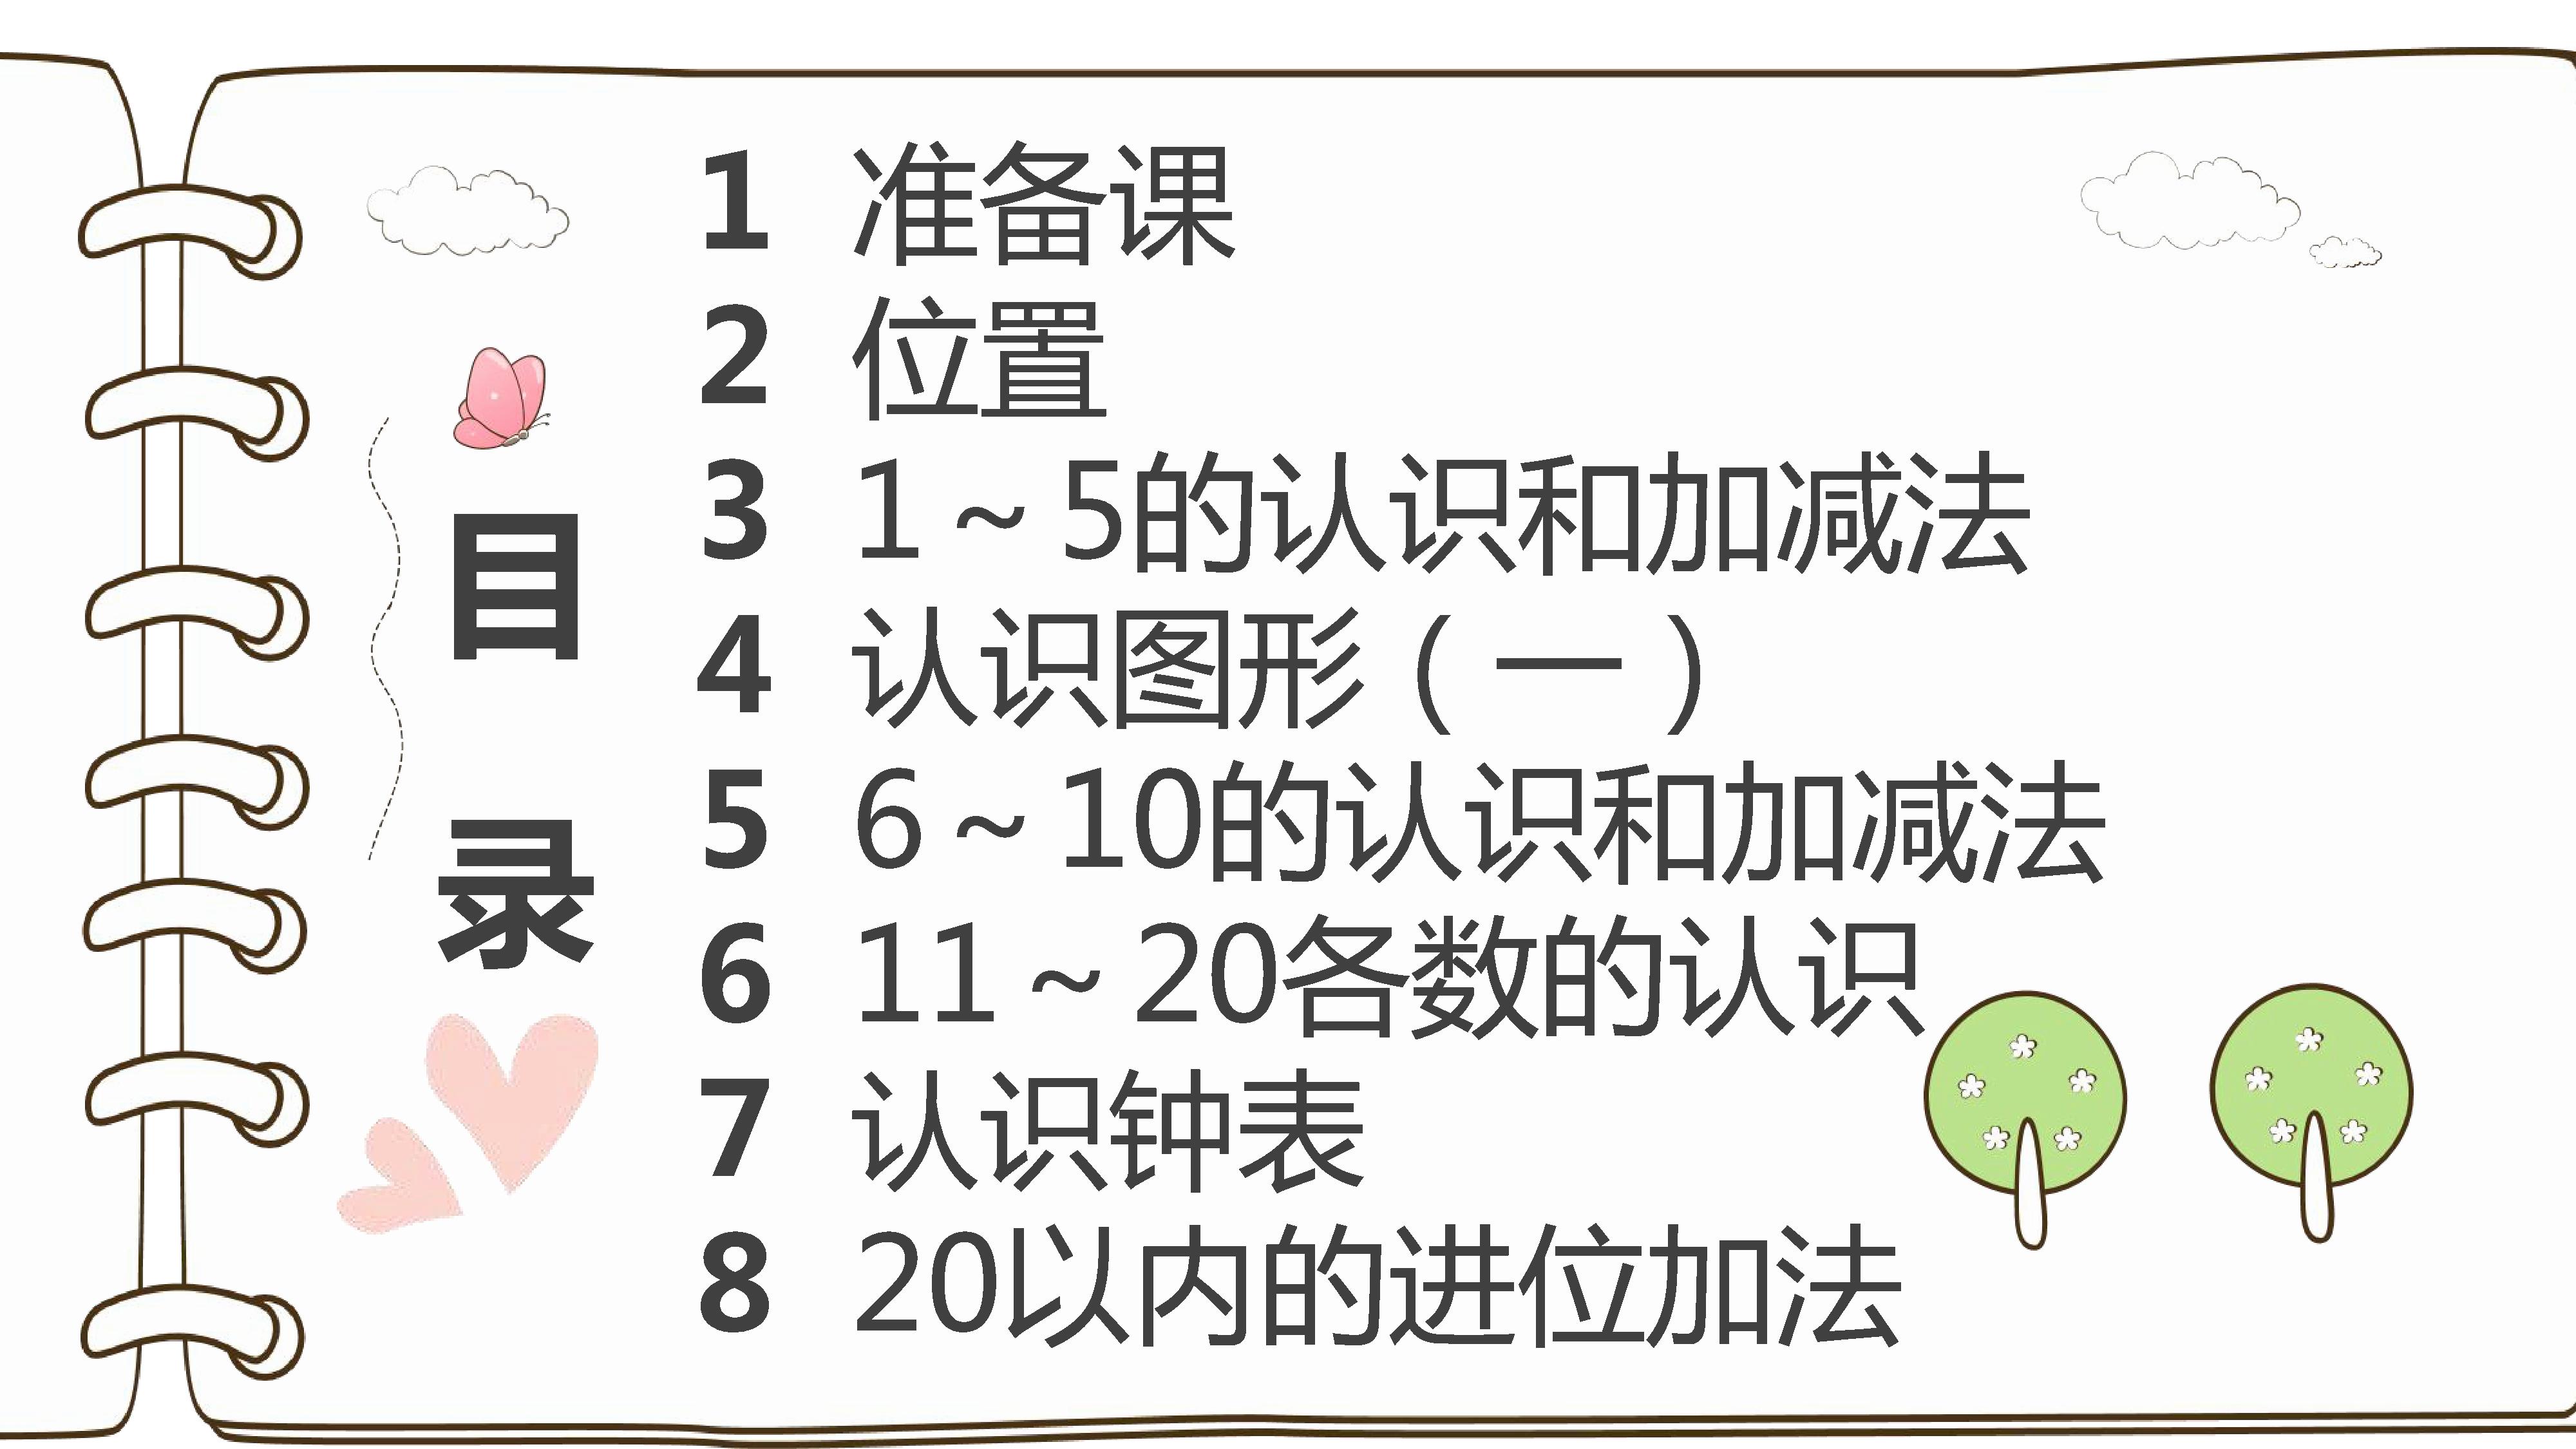 目录
1 准备课
2 位置
3 1～5的认识和加减法
4 认识图形（一）
5 6～10的认识和加减法
6 11～20各数的认识
7 认识钟表
8 20以内的进位加法